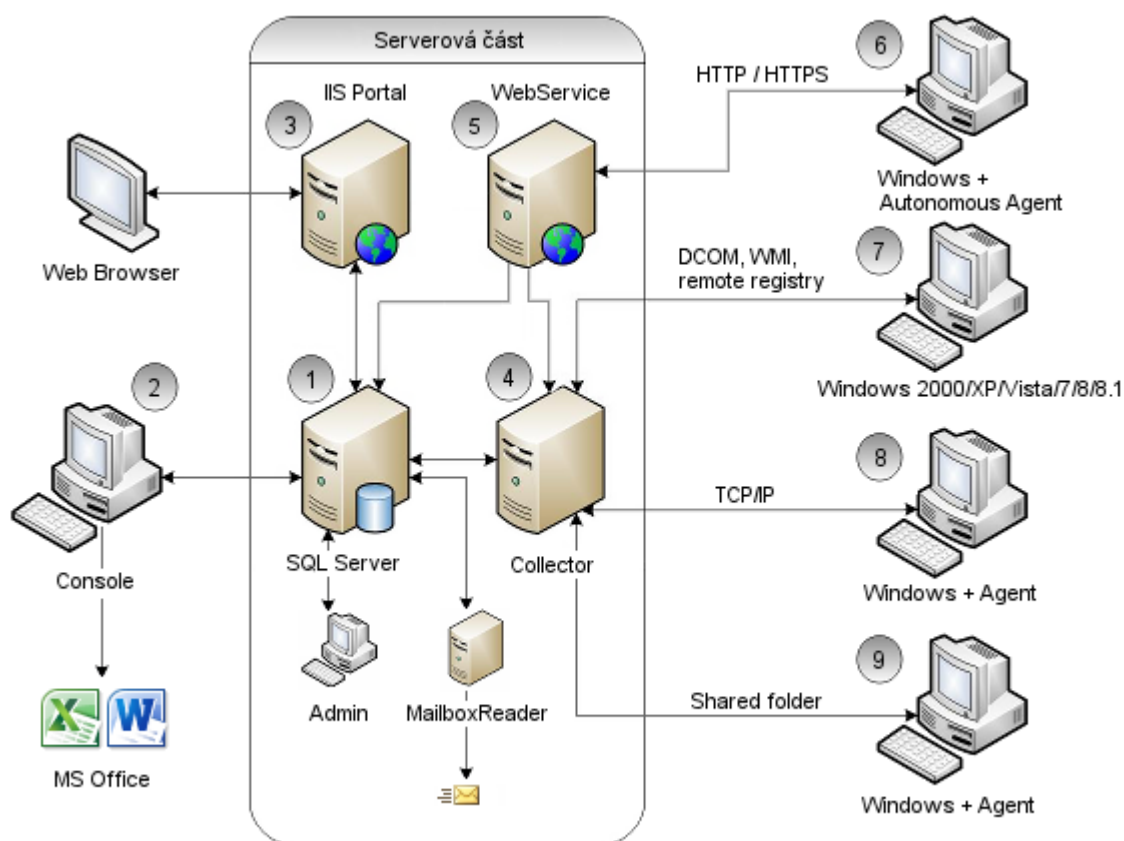 Serverová část
IIS Portal
WebService
3
5
6
HTTP / HTTPS
Windows +
Autonomous Agent
Web Browser
DCOM, WMI,
remote registry
7
Windows 2000/XP/Vista/7/8/8.1
2
1
4
Console
SQL Server
Collector
TCP/IP
8
Windows + Agent
Admin
MailboxReader
Shared folder
9
Windows + Agent
X
W
MS Office